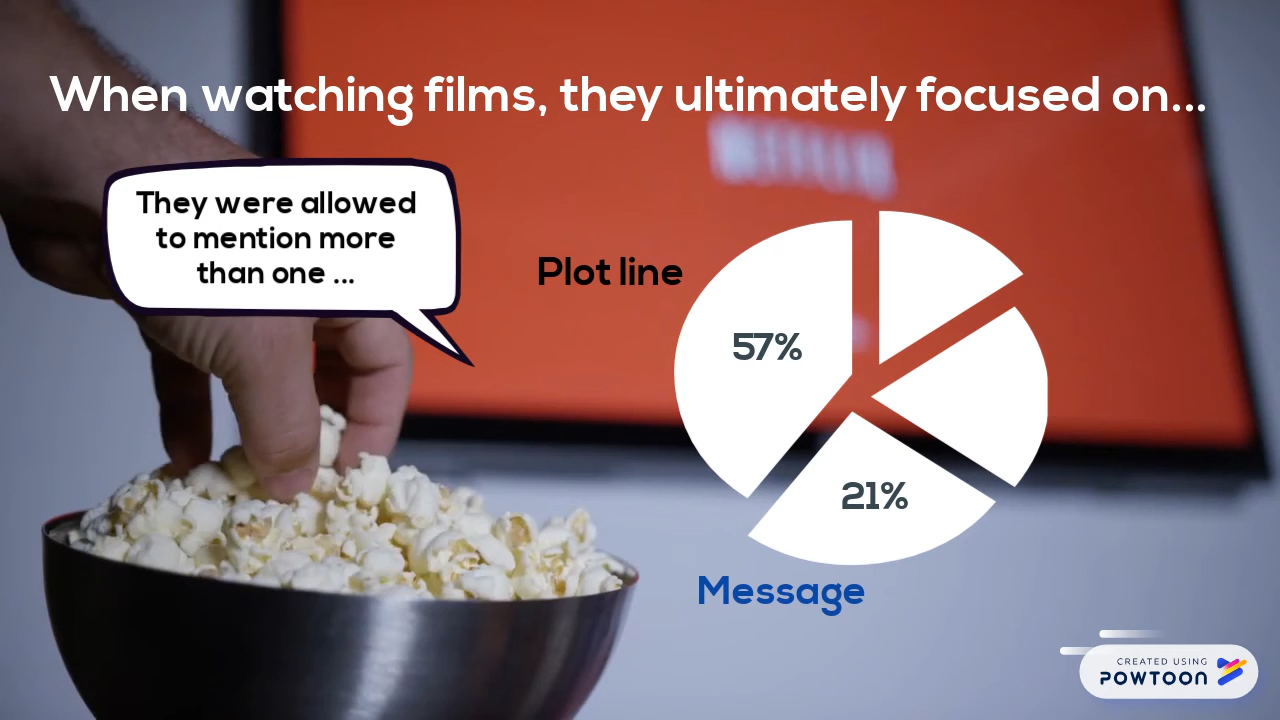 When watching films, they ultimately focused on...
NETFLIX
They were allowed
to mention more
than one ...
Plot line
57%
21%
Message
CREATED USING
POWTOON